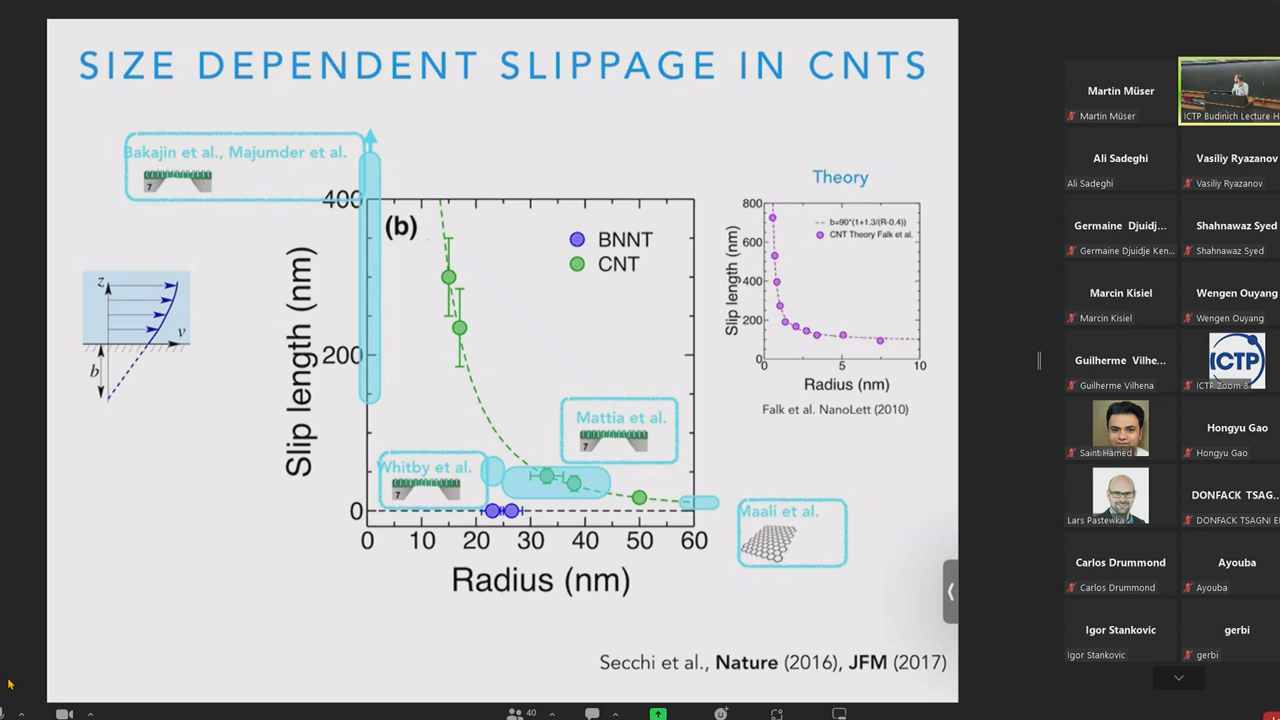 SIZE DEPENDENT SLIPPAGE IN CNTS
Bakajin et al., Majumder et al.
7
z
v
b
Slip length (nm)
400
200
0
(b)
BNNT
CNT
Mattia et al.
7
Whitby et al.
7
0 10 20 30 40 50 60
Radius (nm)
Maali et al.
Theory
Slip length (nm)
800
600
400
200
0
b=90*(1+1.3/(R-0.4))
CNT Theory Falk et al.
0 5 10
Radius (nm)
Falk et al. NanoLett (2010)
Secchi et al., Nature (2016), JFM (2017)
Martin Müser
Martin Müser
ICTP Budinich Lecture H
Ali Sadeghi
Ali Sadeghi
Vasiliy Ryazanov
Vasiliy Ryazanov
Germaine Djuidj...
Germaine Djuidje Ken...
Shahnawaz Syed
Shahnawaz Syed
Marcin Kisiel
Marcin Kisiel
Wengen Ouyang
Wengen Ouyang
Guilherme Vilhe...
Guilherme Vilhena
ICTP
ICTP Zoom 8
Saint Hamed
Hongyu Gao
Hongyu Gao
Lars Pastewka
DONFACK TSAG...
DONFACK TSAGNI E
Carlos Drummond
Carlos Drummond
Ayouba
Ayouba
Igor Stankovic
Igor Stankovic
gerbi
gerbi
40